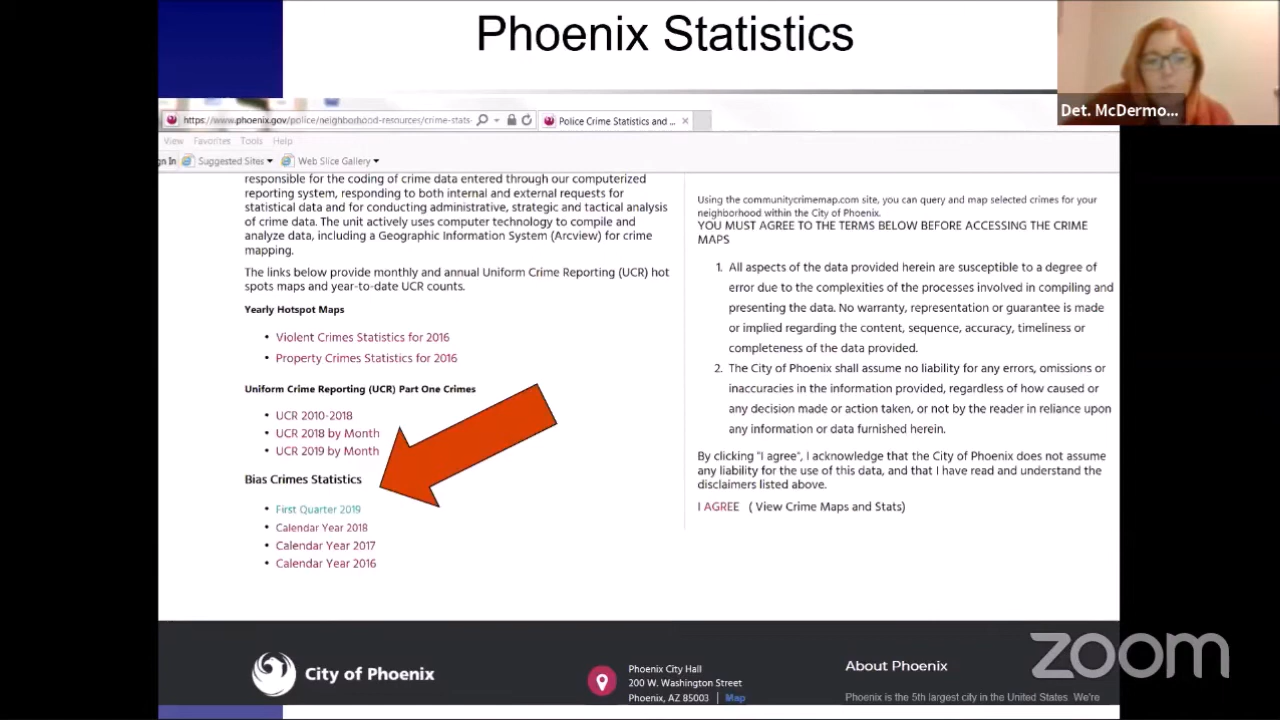 Phoenix Statistics
Det. McDermo...
https://www.phoenix.gov/police/neighborhood-resources/crime-stats-
Police Crime Statistics and ...
View Favorites Tools Help
In Suggested Sites Web Slice Gallery
responsible for the coding of crime data entered through our computerized
reporting system, responding to both internal and external requests for
statistical data and for conducting administrative, strategic and tactical analysis
of crime data. The unit actively uses computer technology to compile and
analyze data, including a Geographic Information System (Arcview) for crime
mapping.
The links below provide monthly and annual Uniform Crime Reporting (UCR) hot
spots maps and year-to-date UCR counts.
Yearly Hotspot Maps
• Violent Crimes Statistics for 2016
• Property Crimes Statistics for 2016
Uniform Crime Reporting (UCR) Part One Crimes
• UCR 2010-2018
• UCR 2018 by Month
• UCR 2019 by Month
Bias Crimes Statistics
• First Quarter 2019
• Calendar Year 2018
• Calendar Year 2017
• Calendar Year 2016
Using the communitycrimemap.com site, you can query and map selected crimes for your
neighborhood within the City of Phoenix.
YOU MUST AGREE TO THE TERMS BELOW BEFORE ACCESSING THE CRIME
MAPS
1. All aspects of the data provided herein are susceptible to a degree of
error due to the complexities of the processes involved in compiling and
presenting the data. No warranty, representation or guarantee is made
or implied regarding the content, sequence, accuracy, timeliness or
completeness of the data provided.
2. The City of Phoenix shall assume no liability for any errors, omissions or
inaccuracies in the information provided, regardless of how caused or
any decision made or action taken, or not by the reader in reliance upon
any information or data furnished herein.
By clicking "I agree", I acknowledge that the City of Phoenix does not assume
any liability for the use of this data, and that I have read and understand the
disclaimers listed above.
I AGREE ( View Crime Maps and Stats)
City of Phoenix
Phoenix City Hall
200 W. Washington Street
Phoenix, AZ 85003 | Map
About Phoenix
Phoenix is the 5th largest city in the United States. We're
zoom